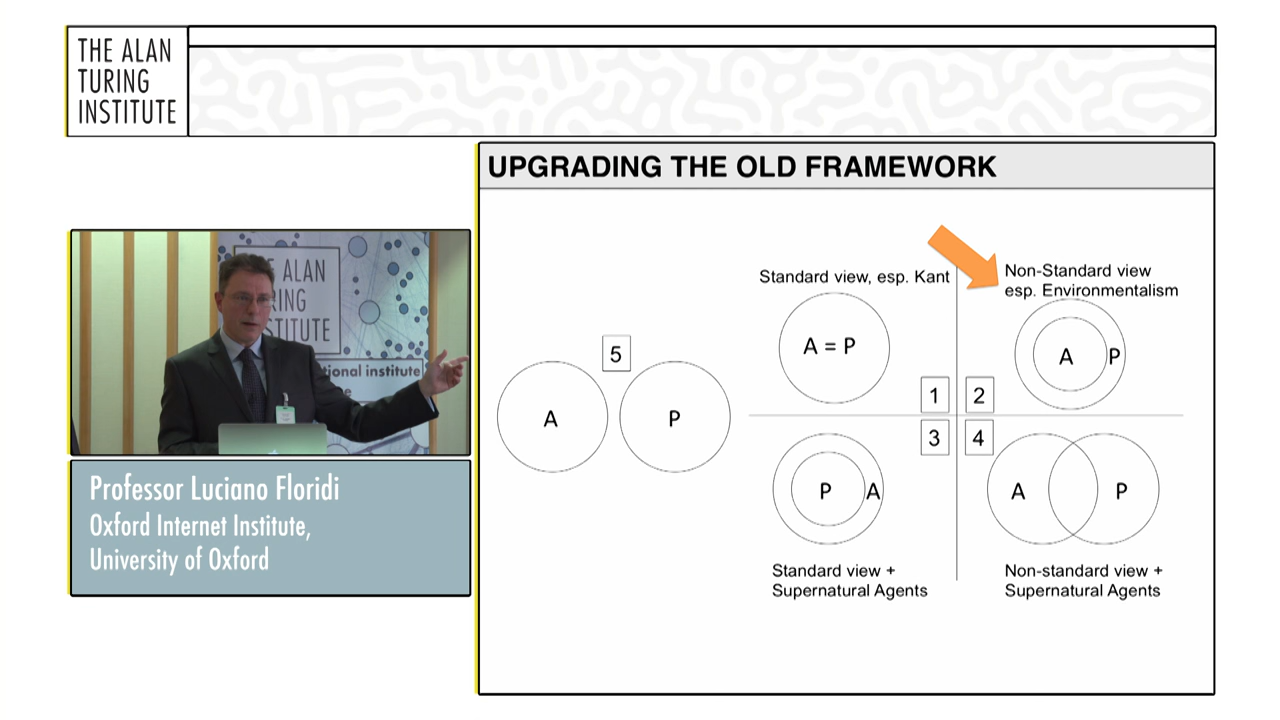 THE ALAN
TURING
INSTITUTE
UPGRADING THE OLD FRAMEWORK
ALAN
INSTITUTE
Professor Luciano Floridi
Oxford Internet Institute,
University of Oxford
5
A
P
Standard view, esp. Kant
A = P
Non-Standard view
esp. Environmentalism
A
P
1
2
3
4
P
A
A
P
Standard view +
Supernatural Agents
Non-standard view +
Supernatural Agents